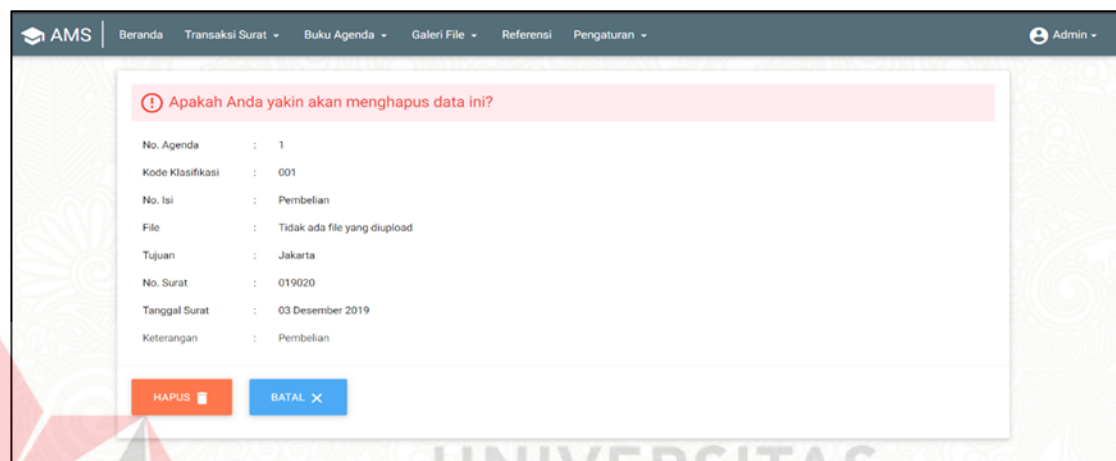 AMS Beranda Transaksi Surat Buku Agenda Galeri File Referensi Pengaturan Admin
Apakah Anda yakin akan menghapus data ini?
No. Agenda : 1
Kode Klasifikasi : 001
No. Isi : Pembelian
File : Tidak ada file yang diupload
Tujuan : Jakarta
No. Surat : 019020
Tanggal Surat : 03 Desember 2019
Keterangan : Pembelian
HAPUS BATAL
UNIVERSITAS